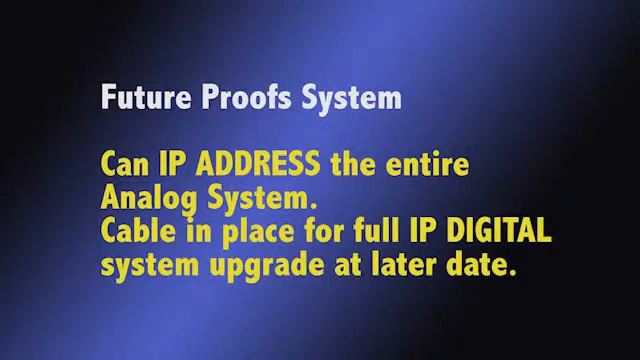 Future Proofs System
Can IP ADDRESS the entire
Analog System.
Cable in place for full IP DIGITAL
system upgrade at later date.